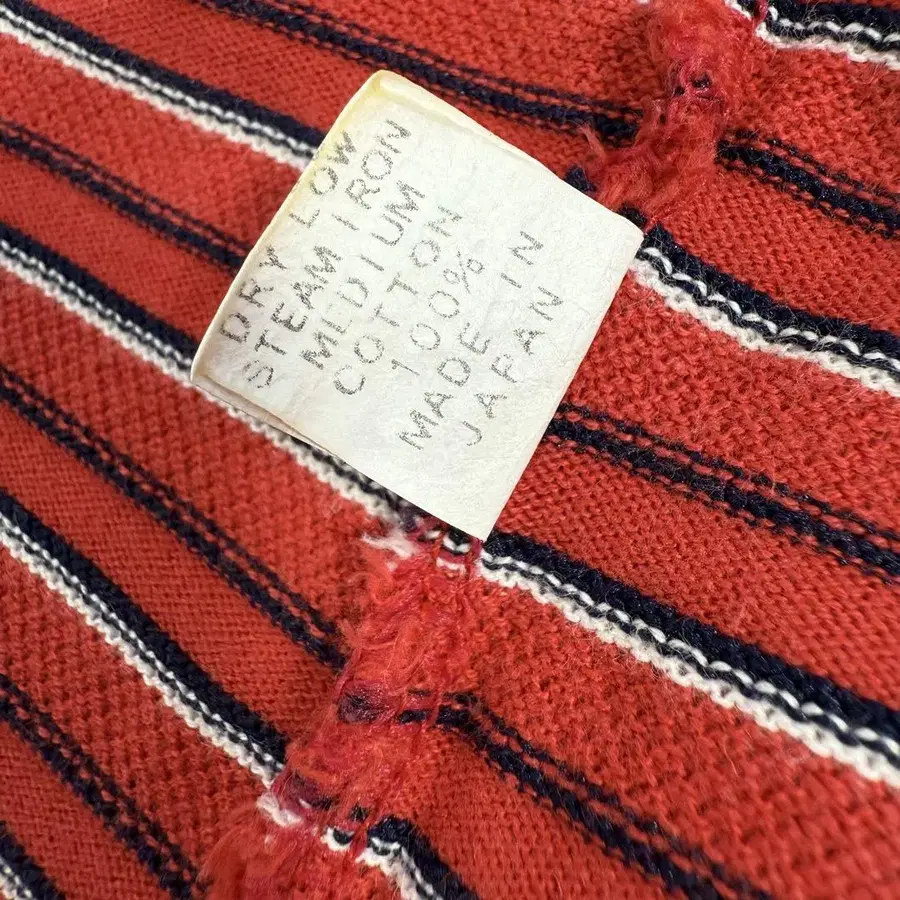 DRY LOW
STEAM IRON
MEDIUM
COTTON
100%
MADE IN
JAPAN